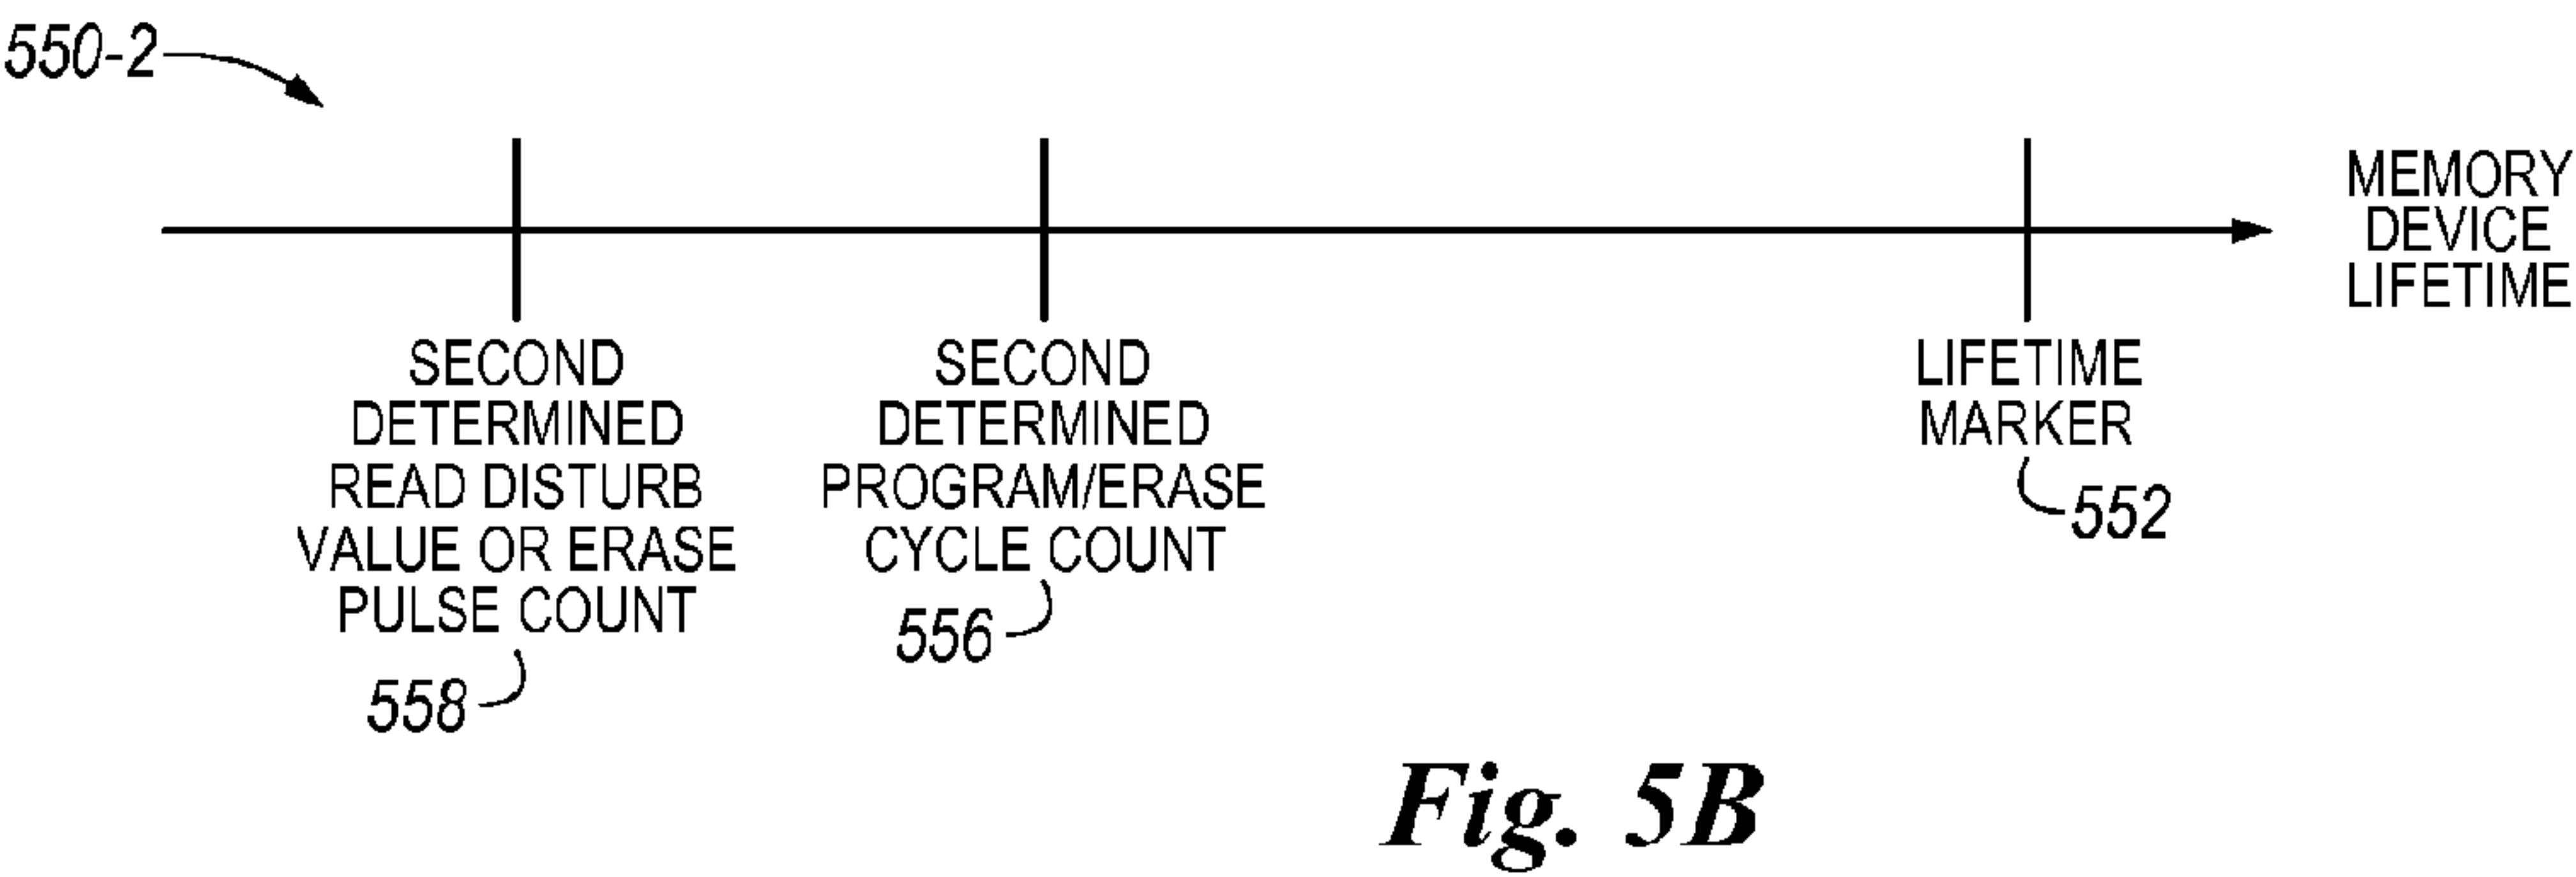 550-2
MEMORY
DEVICE
LIFETIME
SECOND
DETERMINED
READ DISTURB
VALUE OR ERASE
PULSE COUNT
558
SECOND
DETERMINED
PROGRAM/ERASE
CYCLE COUNT
556
LIFETIME
MARKER
552
Fig. 5B